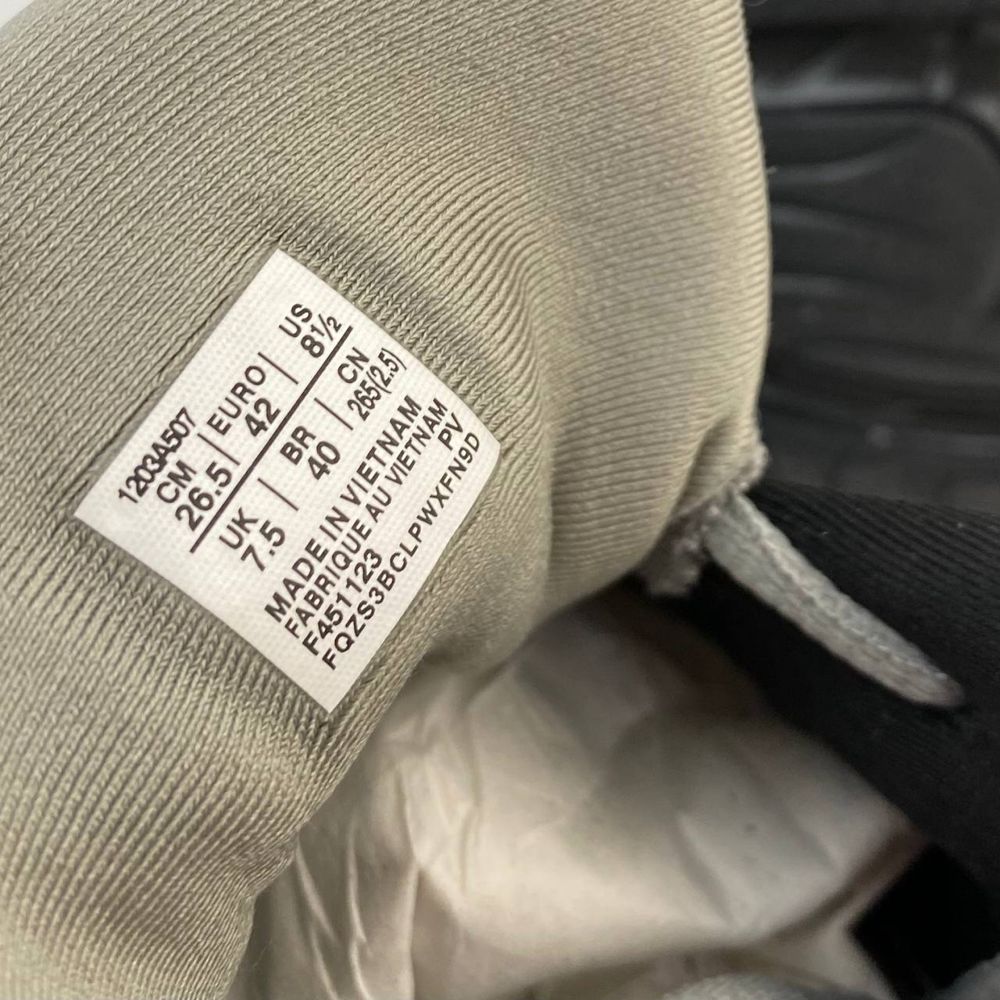 1203A507
CM | EURO | US
26.5 | 42 | 8½
UK | BR | CN
7.5 | 40 | 265(2.5)
MADE IN VIETNAM
FABRIQUE AU VIETNAM
F451123 PV
FQZS3BCLPWXFN9D